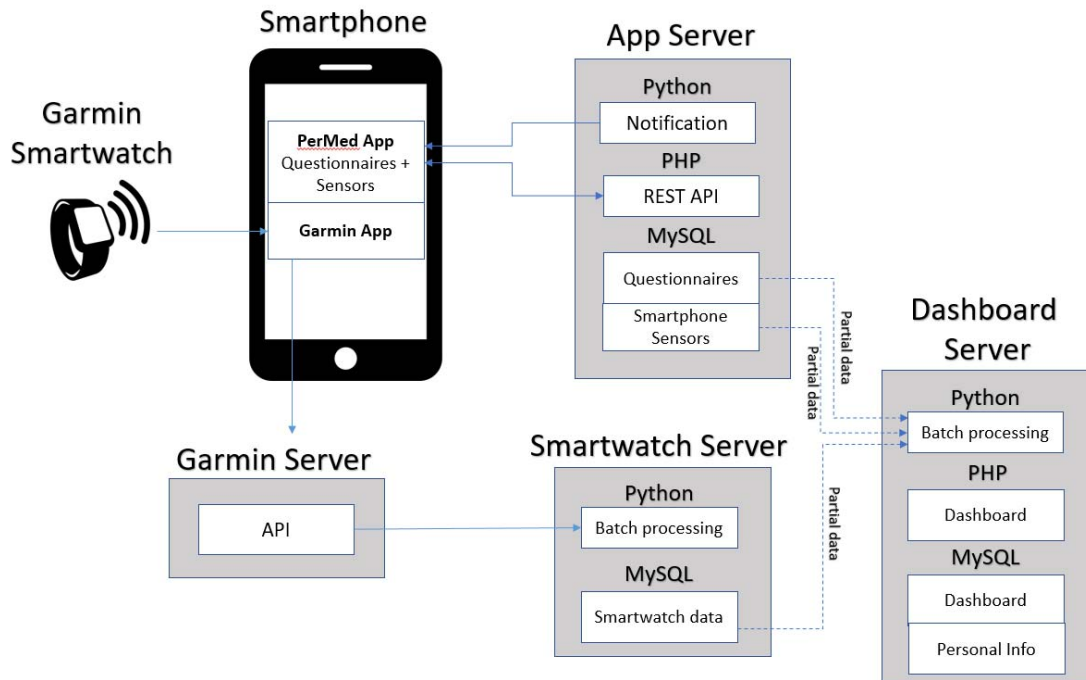 Smartphone
Garmin
Smartwatch
PerMed App
Questionnaires +
Sensors
Garmin App
App Server
Python
Notification
PHP
REST API
MySQL
Questionnaires
Smartphone
Sensors
Partial data
Partial data
Partial data
Garmin Server
API
Smartwatch Server
Python
Batch processing
MySQL
Smartwatch data
Dashboard
Server
Python
Batch processing
PHP
Dashboard
MySQL
Dashboard
Personal Info